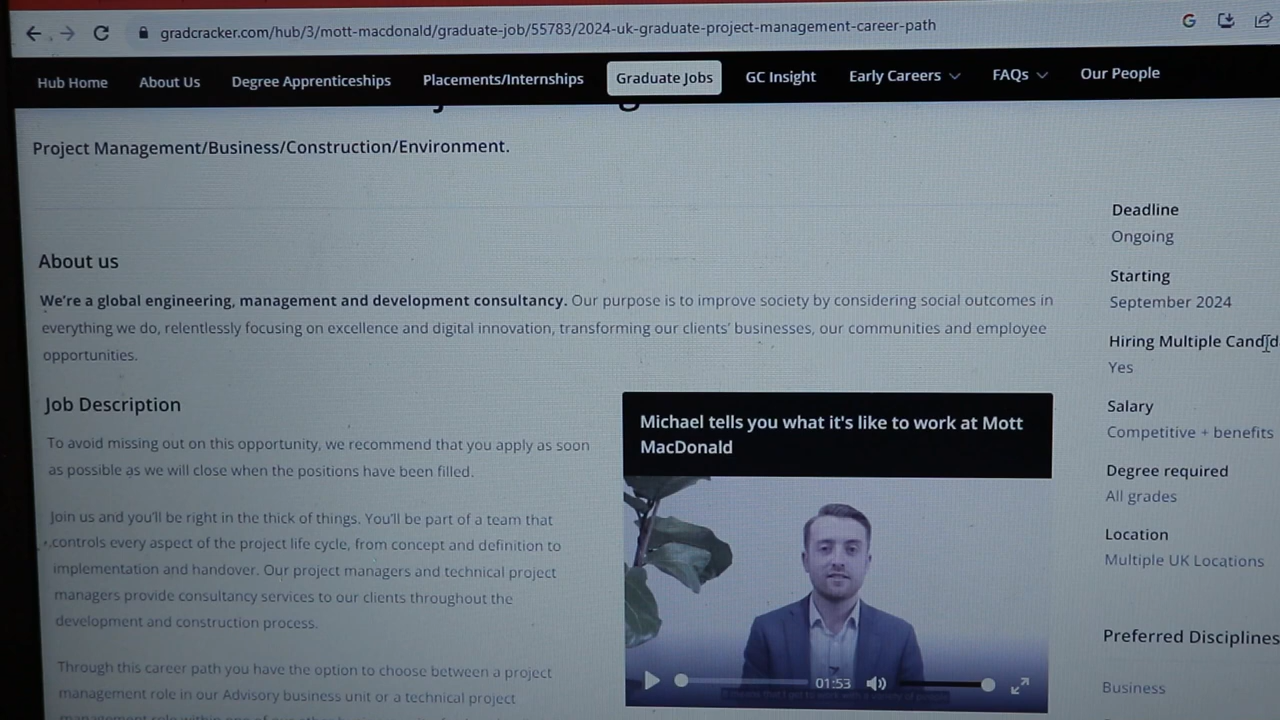 gradcracker.com/hub/3/mott-macdonald/graduate-job/55783/2024-uk-graduate-project-management-career-path
Hub Home About Us Degree Apprenticeships Placements/Internships Graduate Jobs GC Insight Early Careers FAQs Our People
Project Management/Business/Construction/Environment.
About us
We're a global engineering, management and development consultancy. Our purpose is to improve society by considering social outcomes in
everything we do, relentlessly focusing on excellence and digital innovation, transforming our clients' businesses, our communities and employee
opportunities.
Job Description
To avoid missing out on this opportunity, we recommend that you apply as soon
as possible as we will close when the positions have been filled.
Join us and you'll be right in the thick of things. You'll be part of a team that
controls every aspect of the project life cycle, from concept and definition to
implementation and handover. Our project managers and technical project
managers provide consultancy services to our clients throughout the
development and construction process.
Through this career path you have the option to choose between a project
management role in our Advisory business unit or a technical project
Michael tells you what it's like to work at Mott
MacDonald
01:53
Deadline
Ongoing
Starting
September 2024
Hiring Multiple
Yes
Salary
Competitive + benefits
Degree required
All grades
Location
Multiple UK Locations
Preferred Disciplines
Business